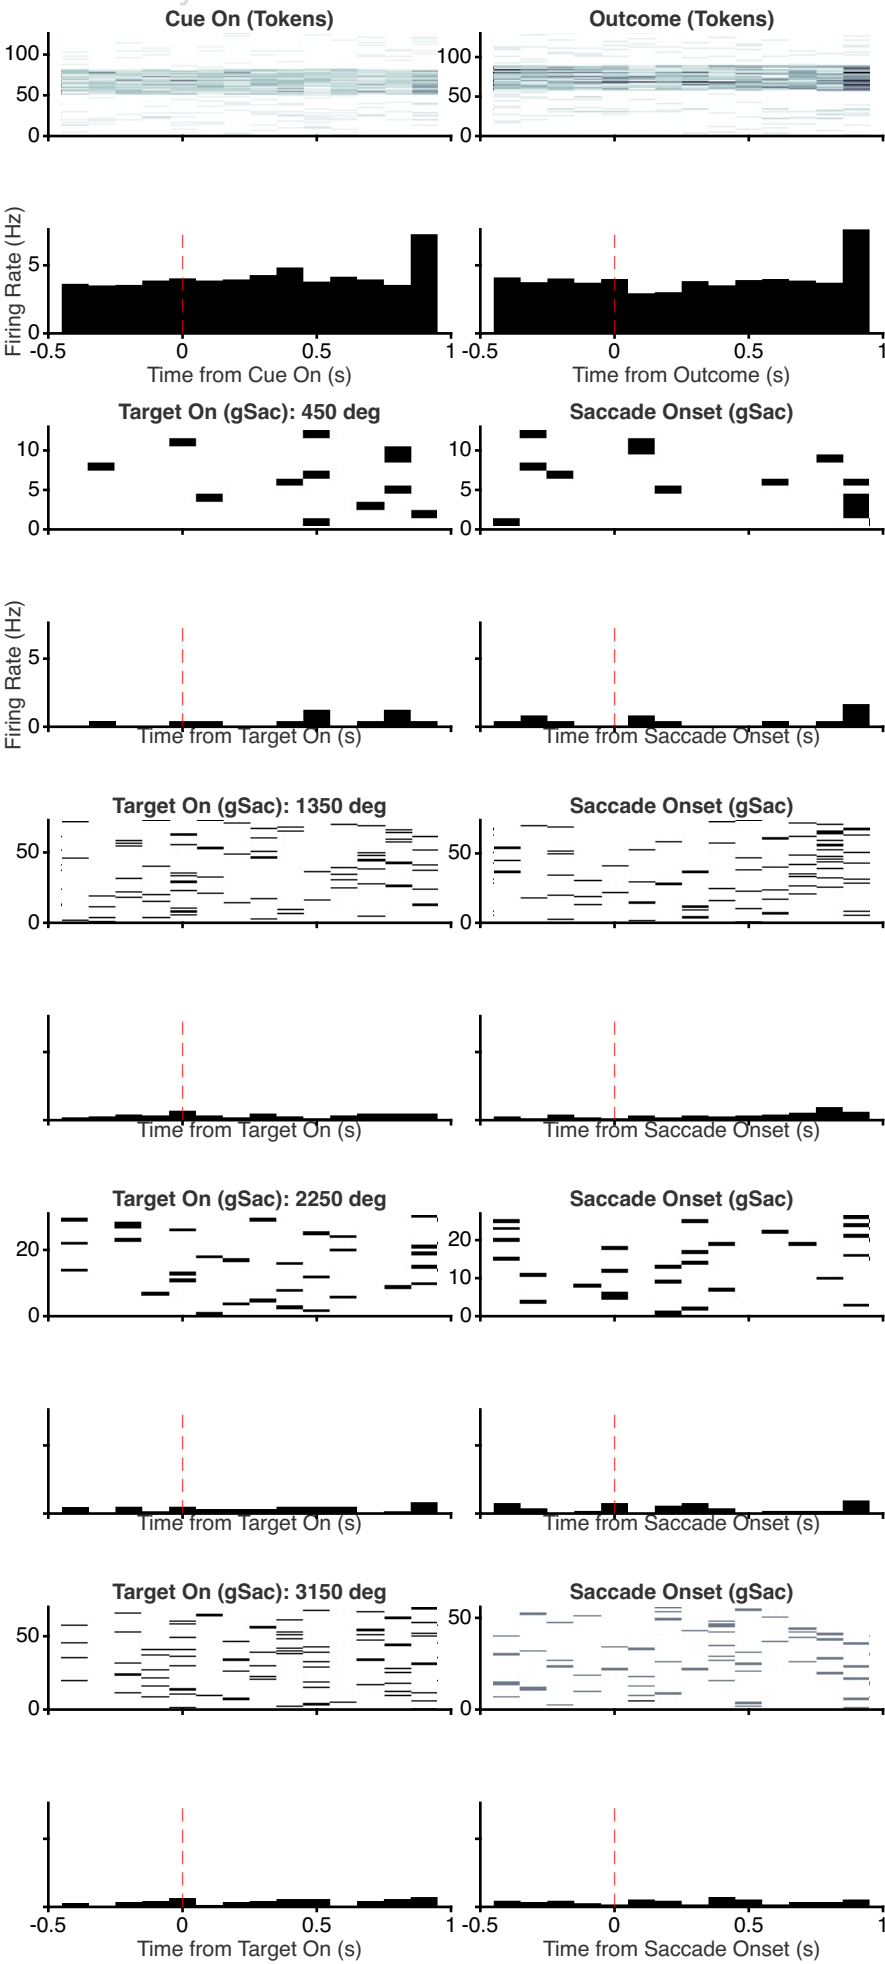 Cue On (Tokens) Outcome (Tokens)
100 100
50 50
0 0
Firing Rate (Hz)
5 5
0 0
-0.5 0 0.5 1 -0.5 0 0.5 1
Time from Cue On (s) Time from Outcome (s)
Target On (gSac): 450 deg Saccade Onset (gSac)
10 10
5 5
0 0
Firing Rate (Hz)
5 5
0 0
Time from Target On (s) Time from Saccade Onset (s)
Target On (gSac): 1350 deg Saccade Onset (gSac)
50 50
0 0
Time from Target On (s) Time from Saccade Onset (s)
Target On (gSac): 2250 deg Saccade Onset (gSac)
20 20
10
0 0
Time from Target On (s) Time from Saccade Onset (s)
Target On (gSac): 3150 deg Saccade Onset (gSac)
50 50
0 0
-0.5 0 0.5 1 -0.5 0 0.5 1
Time from Target On (s) Time from Saccade Onset (s)